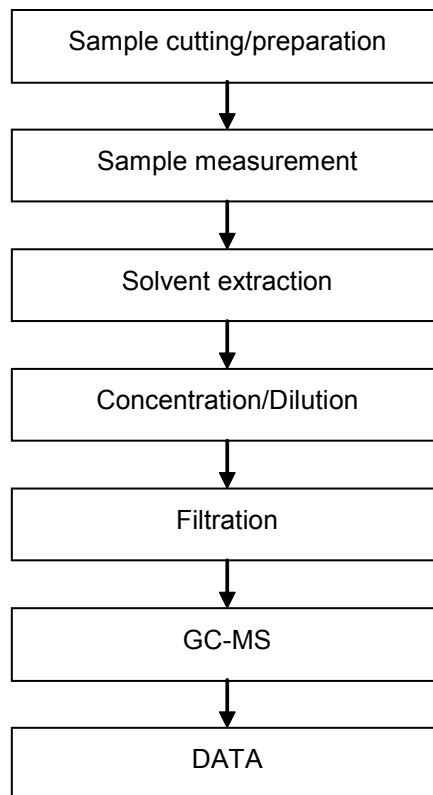 Sample cutting/preparation
Sample measurement
Solvent extraction
Concentration/Dilution
Filtration
GC-MS
DATA